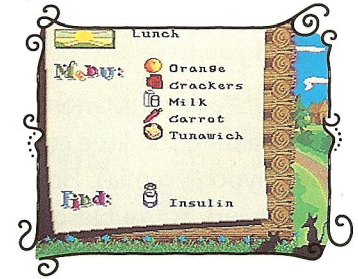 Lunch
Menu:
Orange
Crackers
Milk
Carrot
Tunawich
Find:
Insulin